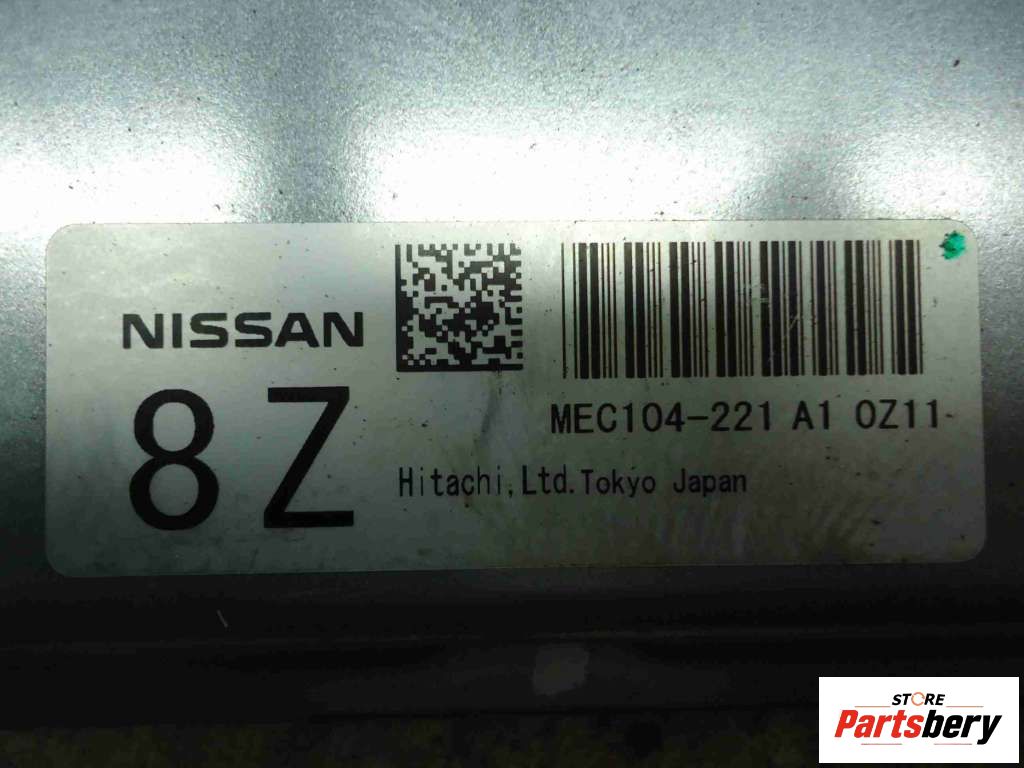 NISSAN
8Z
MEC104-221 A1 0Z11
Hitachi,Ltd.Tokyo Japan
STORE
Partsbery